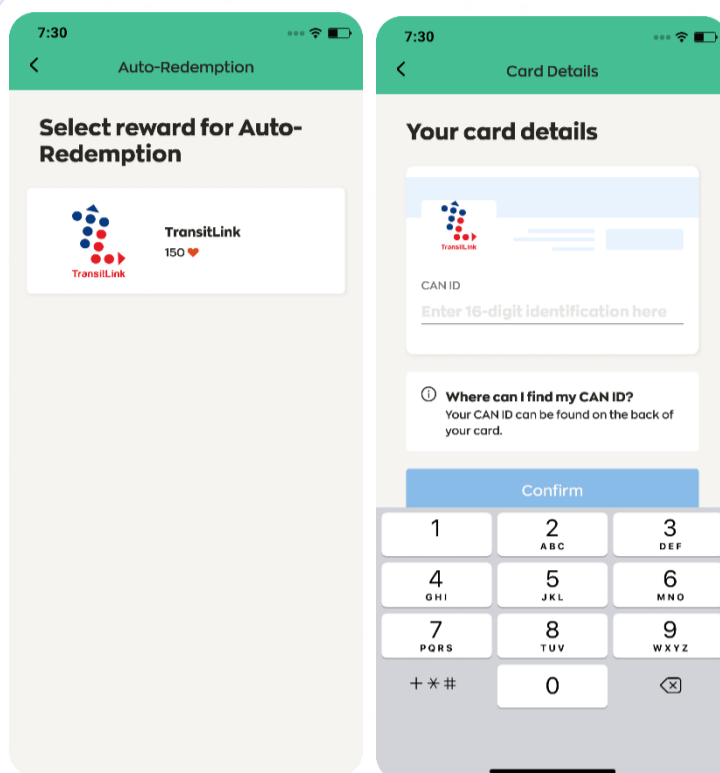 7:30
Auto-Redemption
Select reward for Auto-
Redemption
TransitLink
TransitLink
150
7:30
Card Details
Your card details
TransitLink
CAN ID
Enter 16-digit identification here
Where can I find my CAN ID?
Your CAN ID can be found on the back of
your card.
Confirm
1
2
ABC
3
DEF
4
GHI
5
JKL
6
MNO
7
PQRS
8
TUV
9
WXYZ
+*#
0